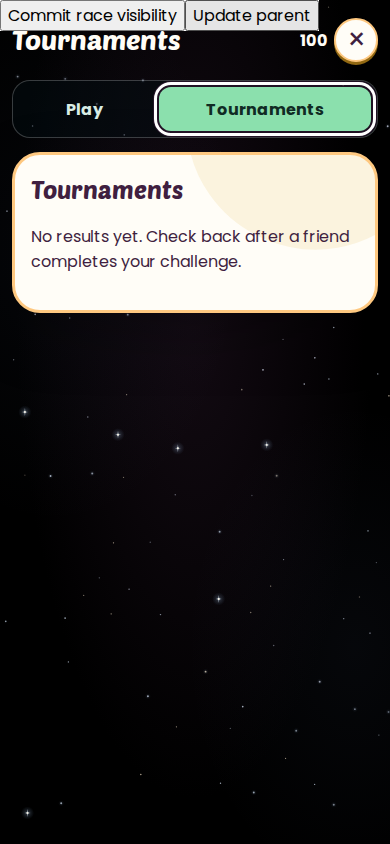 Commit race visibility Update parent
Tournaments 100 ×
Play Tournaments
Tournaments
No results yet. Check back after a friend
completes your challenge.